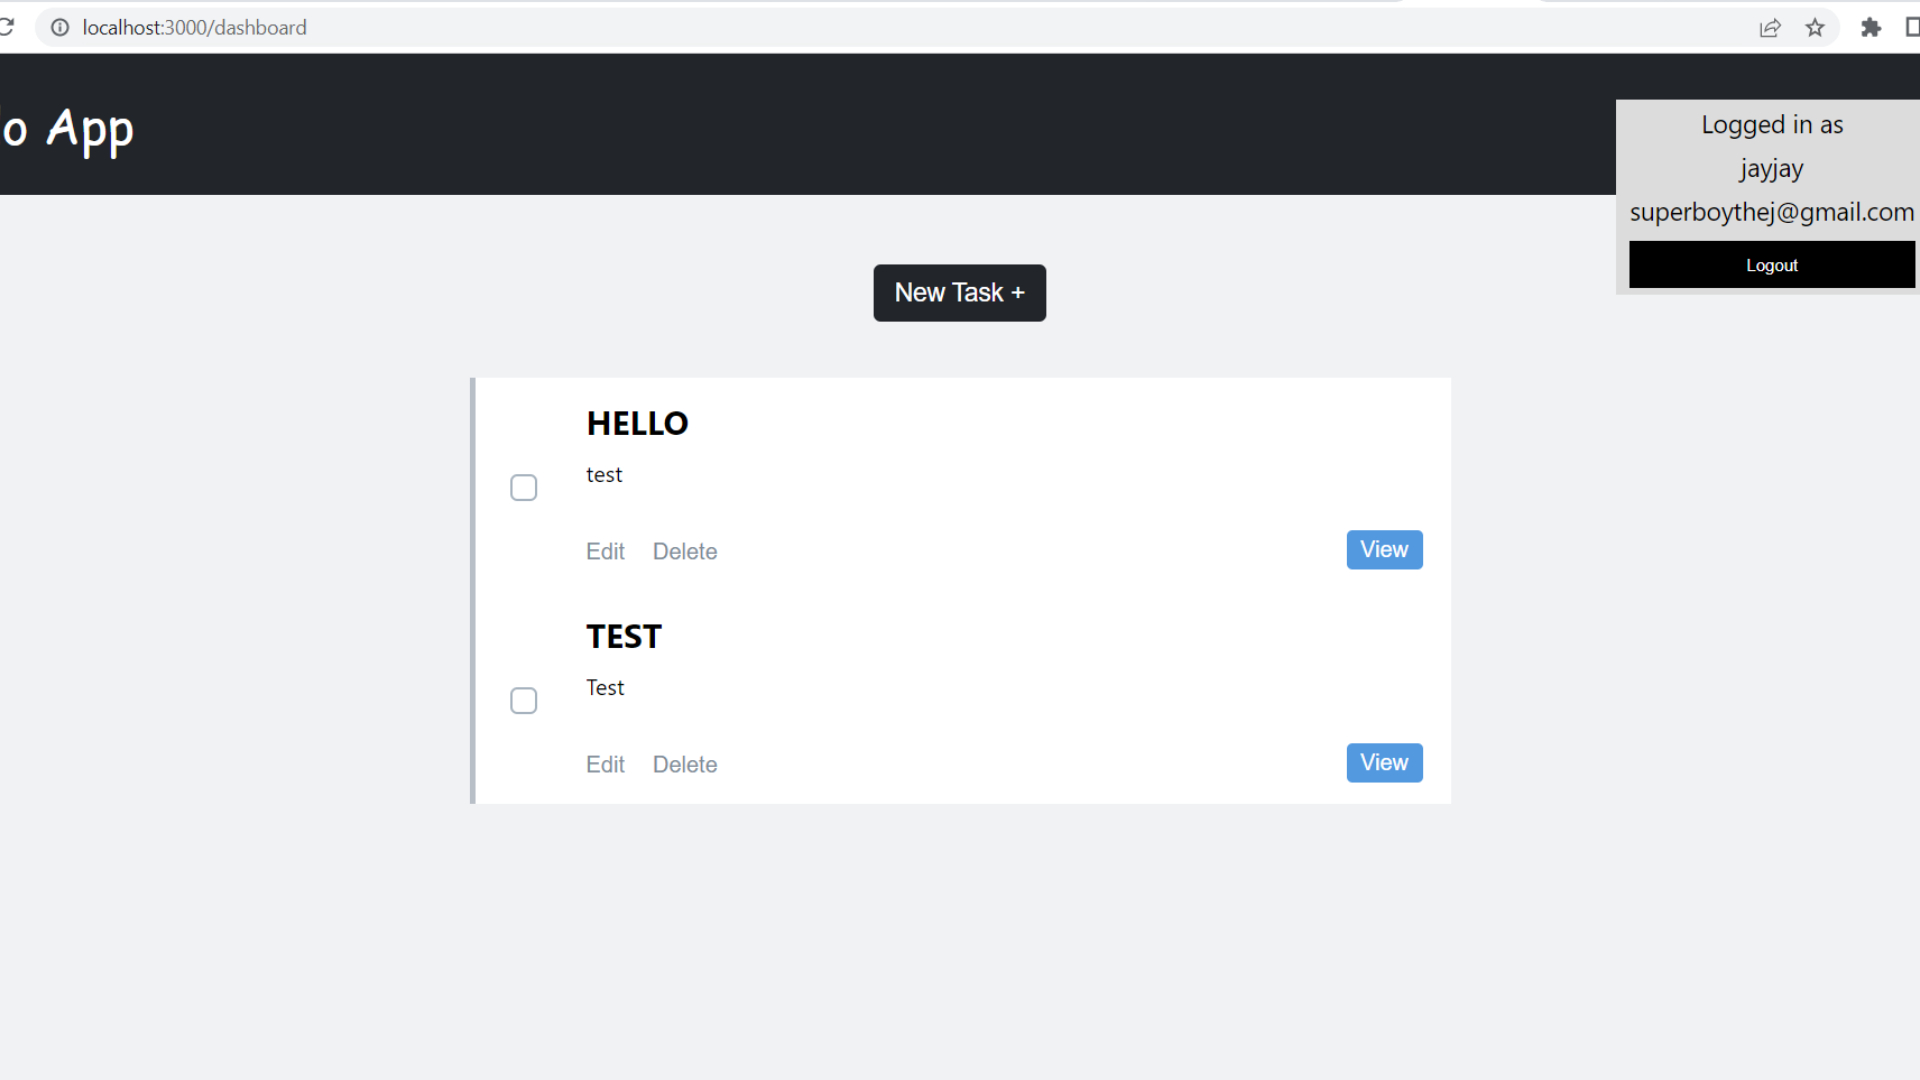 localhost:3000/dashboard
o App
Logged in as
jayjay
superboythej@gmail.com
Logout
New Task +
HELLO
test
Edit Delete View
TEST
Test
Edit Delete View